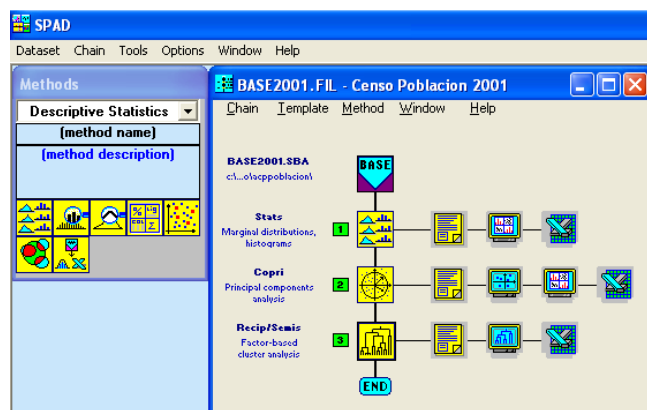 SPAD
Dataset Chain Tools Options Window Help
Methods
Descriptive Statistics
(method name)
(method description)
BASE2001.FIL - Censo Poblacion 2001
Chain Template Method Window Help
BASE2001.SBA
c:\...o\acppoblacion\
BASE
Stats
Marginal distributions,
histograms
1
Copri
Principal components
analysis
2
Recip/Semis
Factor-based
cluster analysis
3
END